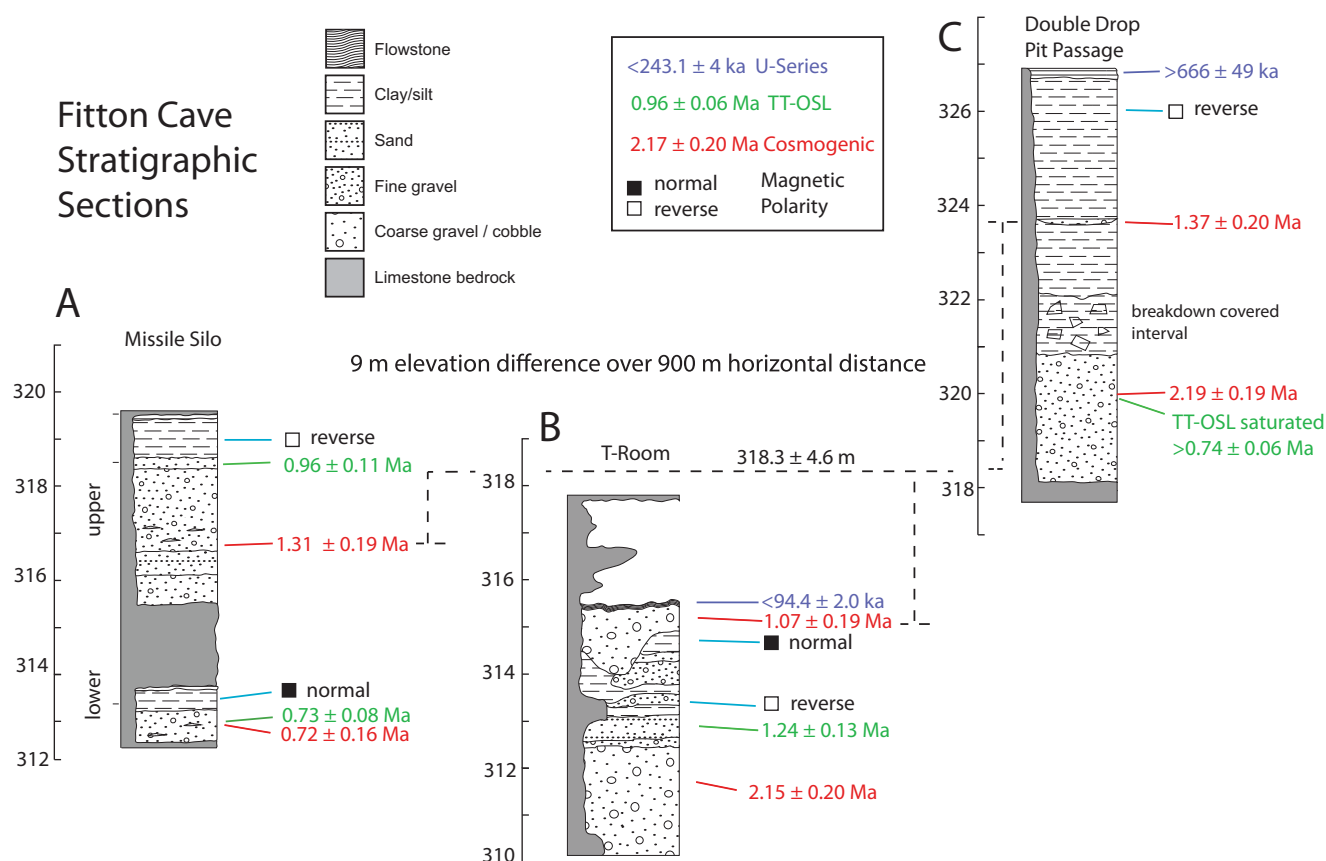 Fitton Cave
Stratigraphic
Sections
Flowstone
Clay/silt
Sand
Fine gravel
Coarse gravel / cobble
Limestone bedrock
<243.1 ± 4 ka U-Series
0.96 ± 0.06 Ma TT-OSL
2.17 ± 0.20 Ma Cosmogenic
normal
reverse
Magnetic
Polarity
9 m elevation difference over 900 m horizontal distance
A
Missile Silo
320
318
316
314
312
upper
lower
reverse
0.96 ± 0.11 Ma
1.31 ± 0.19 Ma
normal
0.73 ± 0.08 Ma
0.72 ± 0.16 Ma
B
T-Room
318.3 ± 4.6 m
318
316
314
312
310
<94.4 ± 2.0 ka
1.07 ± 0.19 Ma
normal
reverse
1.24 ± 0.13 Ma
2.15 ± 0.20 Ma
C
Double Drop
Pit Passage
326
324
322
320
318
>666 ± 49 ka
reverse
1.37 ± 0.20 Ma
breakdown covered
interval
2.19 ± 0.19 Ma
TT-OSL saturated
>0.74 ± 0.06 Ma